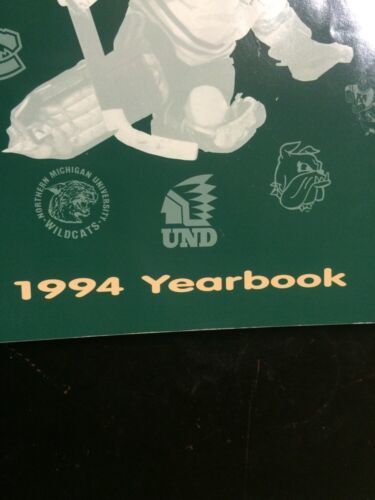 NORTHERN MICHIGAN UNIVERSITY
WILDCATS
UND
1994 Yearbook